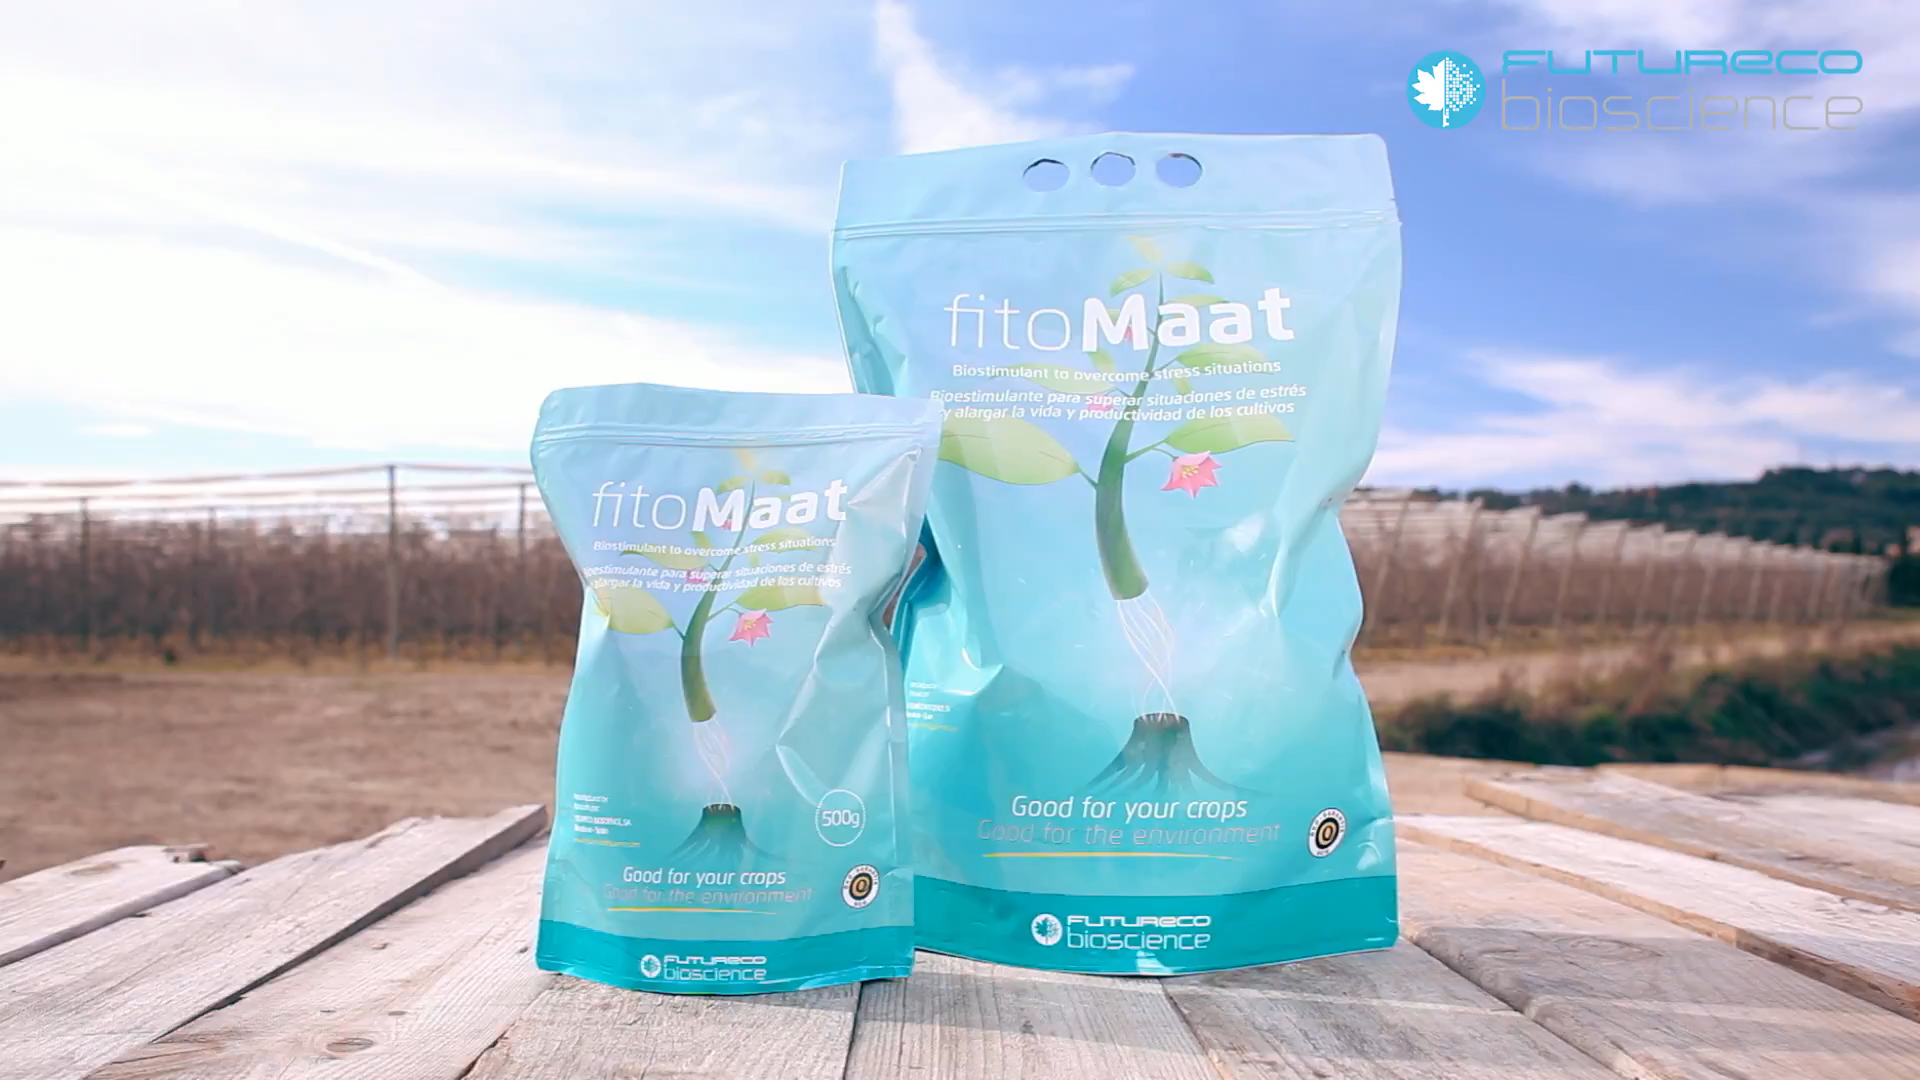 FUTURECO
bioscience
fitoMaat
Biostimulant to overcome stress situations
Bioestimulante para superar situaciones de estrés
y alargar la vida y productividad de los cultivos
Good for your crops
Good for the environment
FUTURECO
bioscience
fitoMaat
Biostimulant to overcome stress situations
Bioestimulante para superar situaciones de estrés
alargar la vida y productividad de los cultivos
500g
Good for your crops
Good for the environment
FUTURECO
bioscience